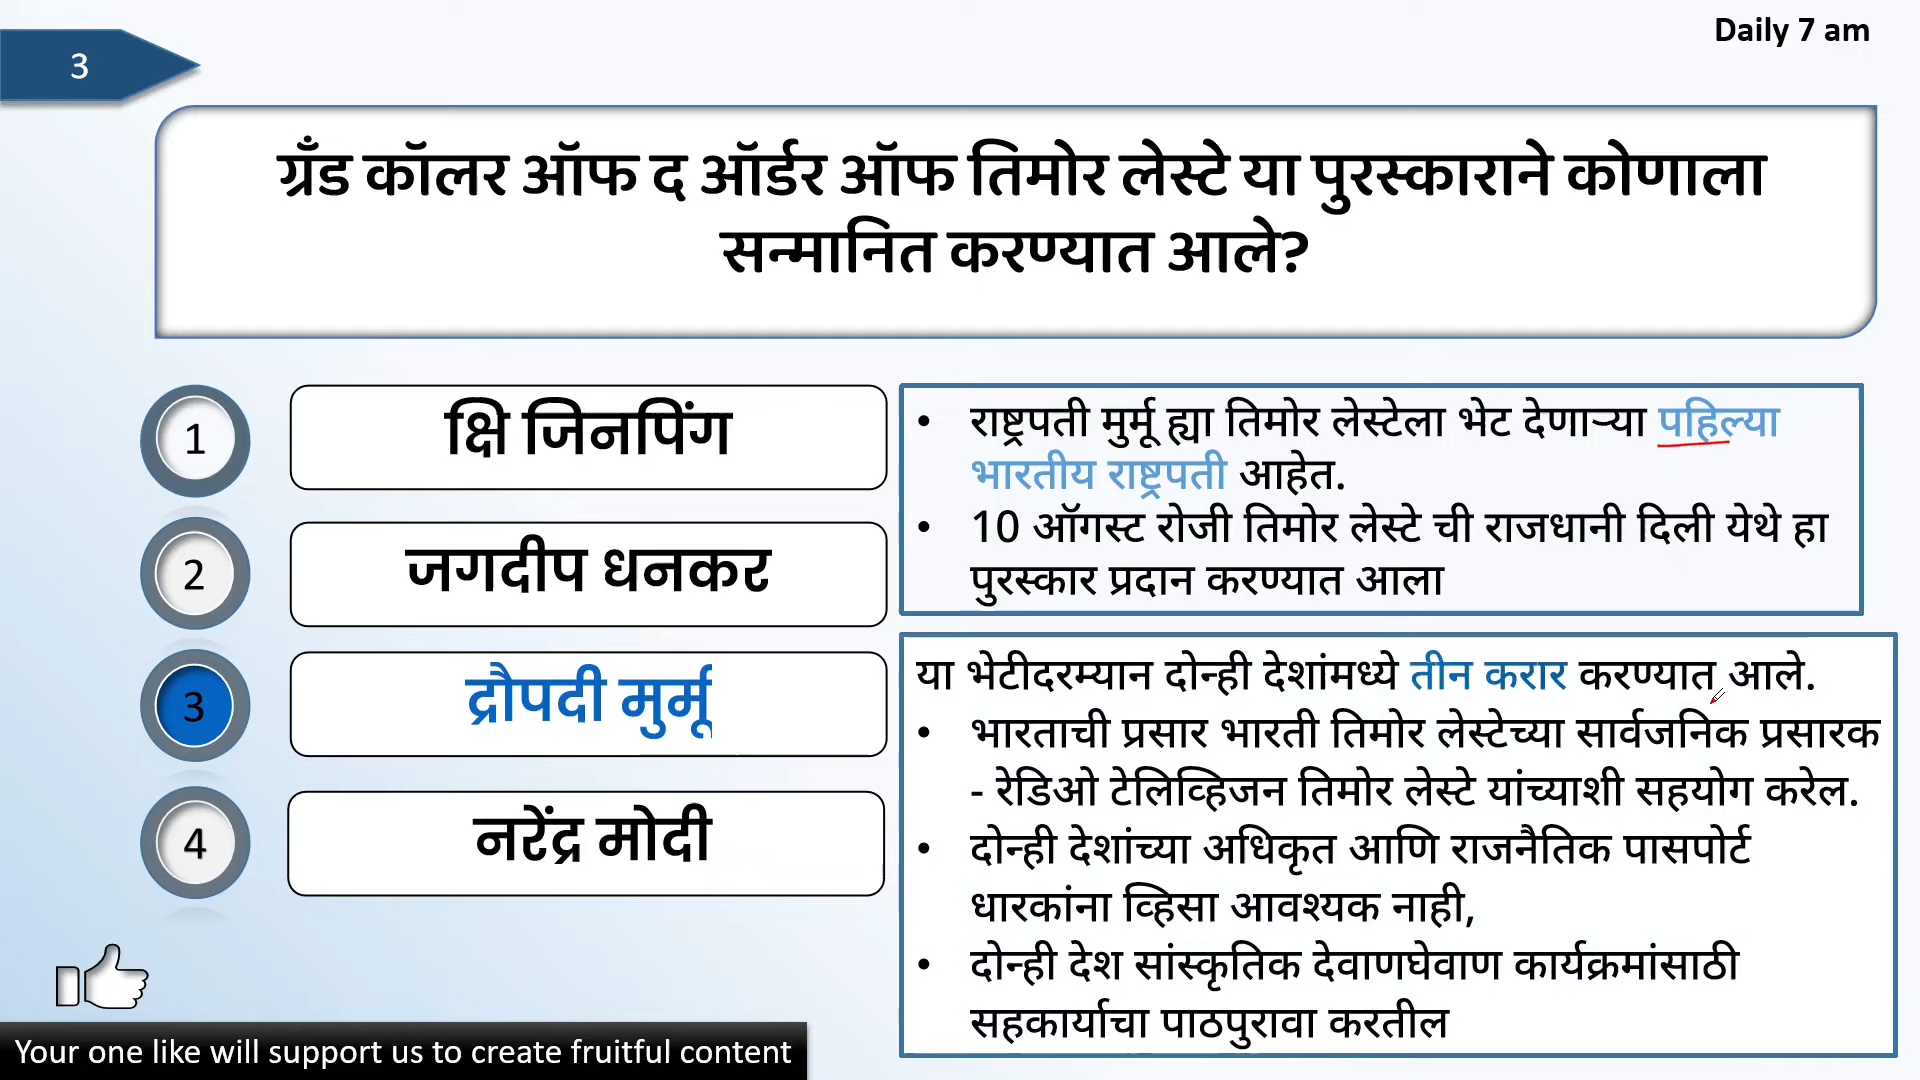 Daily 7 am
3
ग्रँड कॉलर ऑफ द ऑर्डर ऑफ तिमोर लेस्टे या पुरस्काराने कोणाला
सन्मानित करण्यात आले?
1
क्षि जिनपिंग
2
जगदीप धनकर
3
द्रौपदी मुर्मू
4
नरेंद्र मोदी
• राष्ट्रपती मुर्मू ह्या तिमोर लेस्टेला भेट देणाऱ्या पहिल्या
भारतीय राष्ट्रपती आहेत.
• 10 ऑगस्ट रोजी तिमोर लेस्टे ची राजधानी दिली येथे हा
पुरस्कार प्रदान करण्यात आला
या भेटीदरम्यान दोन्ही देशांमध्ये तीन करार करण्यात आले.
• भारताची प्रसार भारती तिमोर लेस्टेच्या सार्वजनिक प्रसारक
- रेडिओ टेलिव्हिजन तिमोर लेस्टे यांच्याशी सहयोग करेल.
• दोन्ही देशांच्या अधिकृत आणि राजनैतिक पासपोर्ट
धारकांना व्हिसा आवश्यक नाही,
• दोन्ही देश सांस्कृतिक देवाणघेवाण कार्यक्रमांसाठी
सहकार्याचा पाठपुरावा करतील
Your one like will support us to create fruitful content